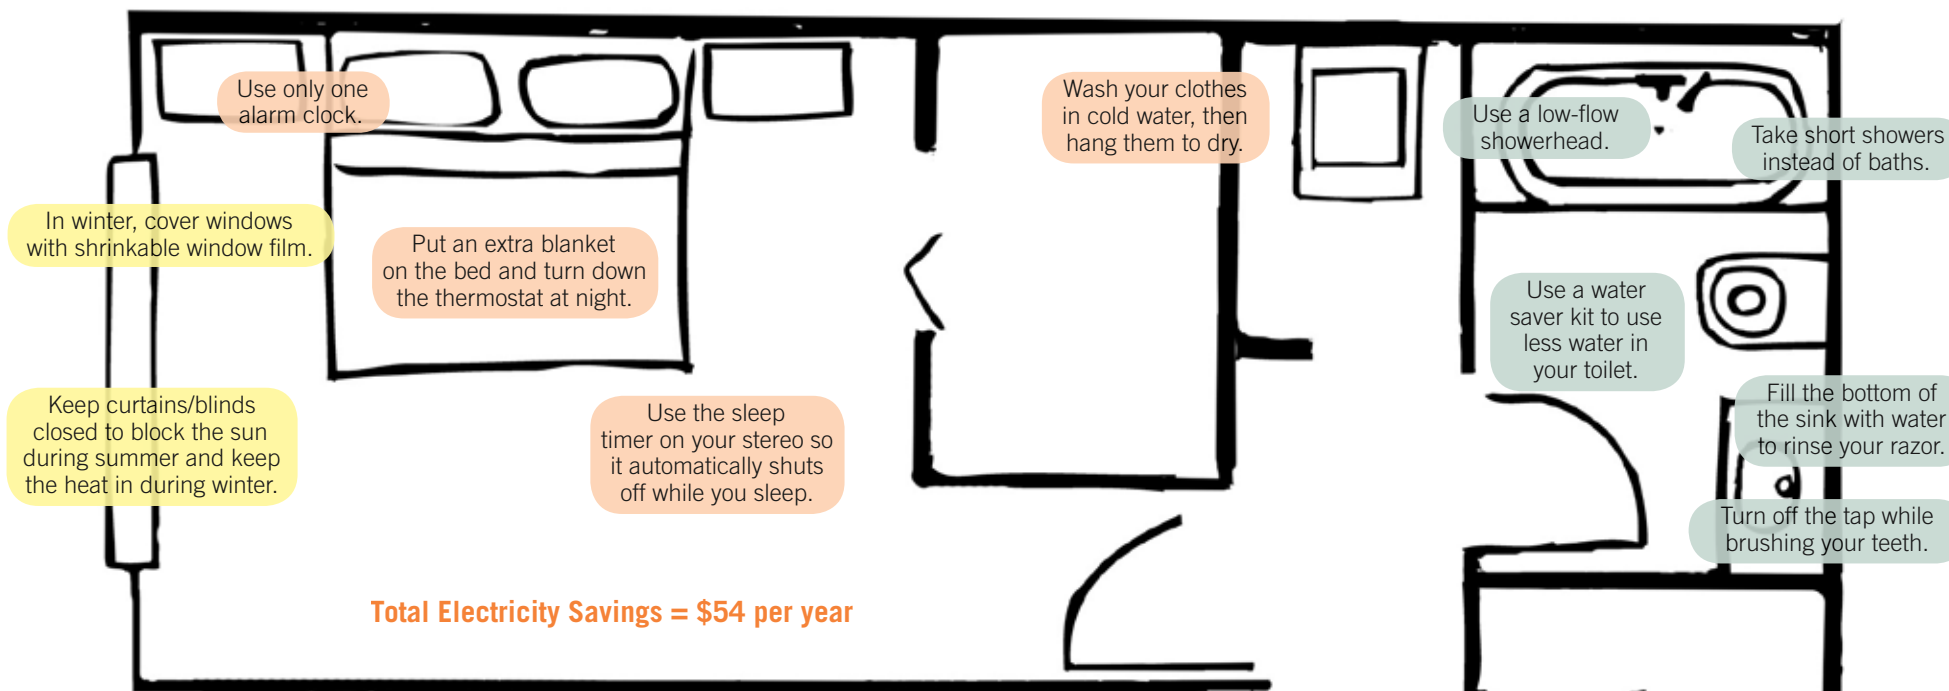 Use only one
alarm clock.
Wash your clothes
in cold water, then
hang them to dry.
Use a low-flow
showerhead.
Take short showers
instead of baths.
In winter, cover windows
with shrinkable window film.
Put an extra blanket
on the bed and turn down
the thermostat at night.
Use a water
saver kit to use
less water in
your toilet.
Keep curtains/blinds
closed to block the sun
during summer and keep
the heat in during winter.
Use the sleep
timer on your stereo so
it automatically shuts
off while you sleep.
Fill the bottom of
the sink with water
to rinse your razor.
Turn off the tap while
brushing your teeth.
Total Electricity Savings = $54 per year